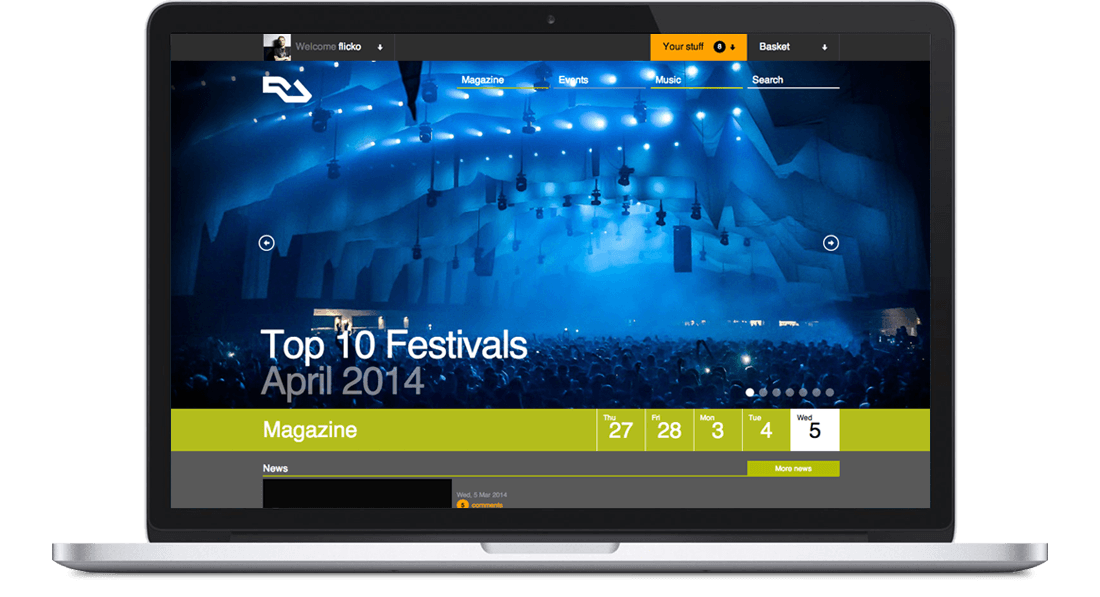 Welcome flicko
Your stuff 8
Basket
Magazine
Events
Music
Search
Top 10 Festivals
April 2014
Magazine
Thu
27
Fri
28
Mon
3
Tue
4
Wed
5
News
More news
Wed, 5 Mar 2014
comments